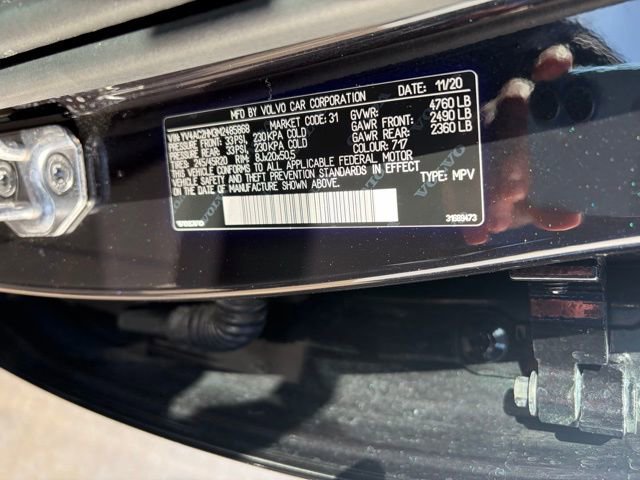 MFD BY VOLVO CAR CORPORATION DATE: 11/20
VIN: MARKET CODE: 31 GVWR: 4760 LB
PRESSURE FRONT: 33PSI, 230KPA COLD GAWR FRONT: 2490 LB
PRESSURE REAR: 33PSI, 230KPA COLD GAWR REAR: 2360 LB
TIRES: 245/45R20 RIM: 8Jx20x50,5 COLOUR: 717
VEHICLE CONFORMS TO ALL APPLICABLE FEDERAL MOTOR
VEHICLE SAFETY AND THEFT STANDARDS IN EFFECT
ON THE DATE OF MANUFACTURE SHOWN ABOVE. TYPE: MPV
VOLVO 31689473